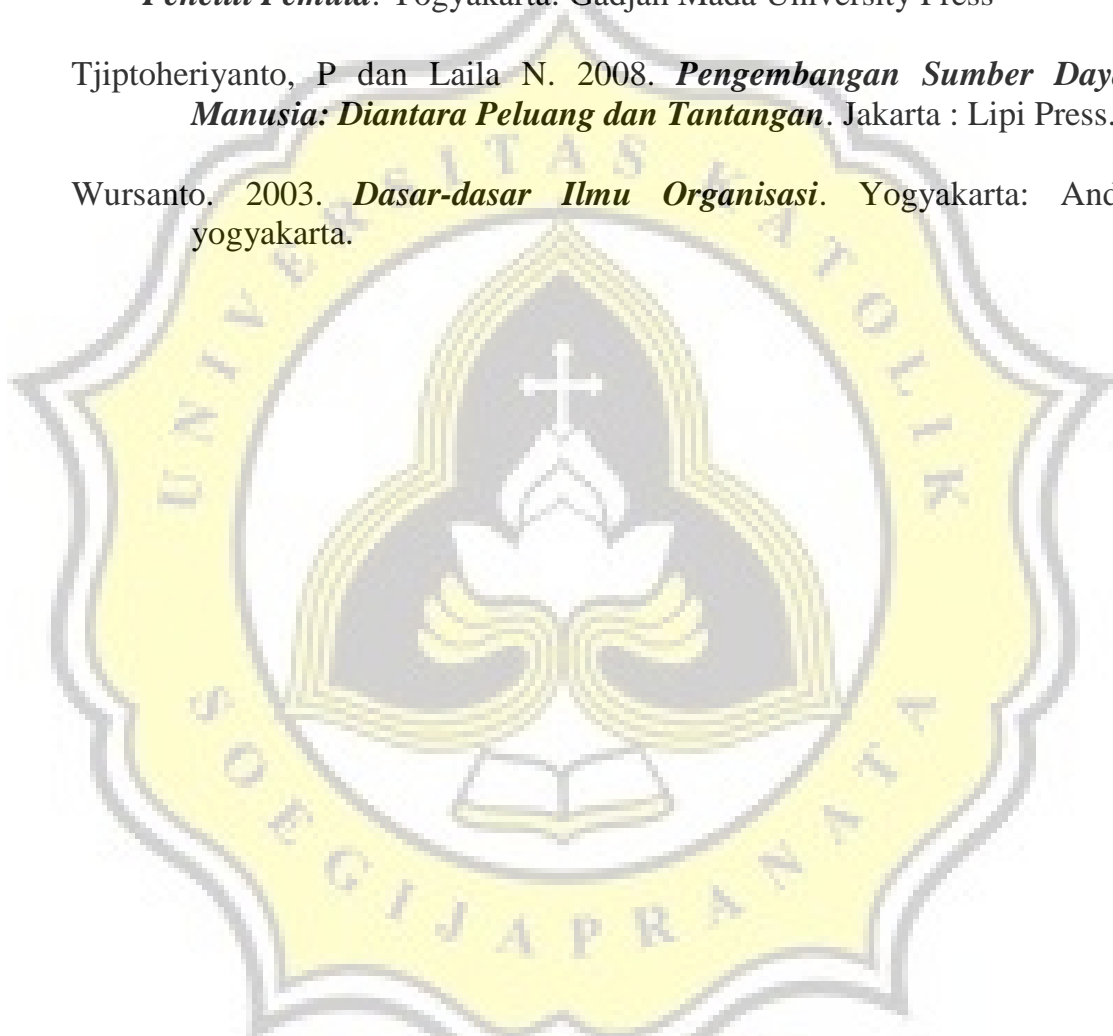 Peneliti Pemula. Yogyakarta: Gadjah Mada University Press
Tjiptoheriyanto, P dan Laila N. 2008. Pengembangan Sumber Daya
Manusia: Diantara Peluang dan Tantangan. Jakarta : Lipi Press.
Wursanto. 2003. Dasar-dasar Ilmu Organisasi. Yogyakarta: And
yogyakarta.
UNIVERSITAS KATOLIK
SOEGIJAPRANATA